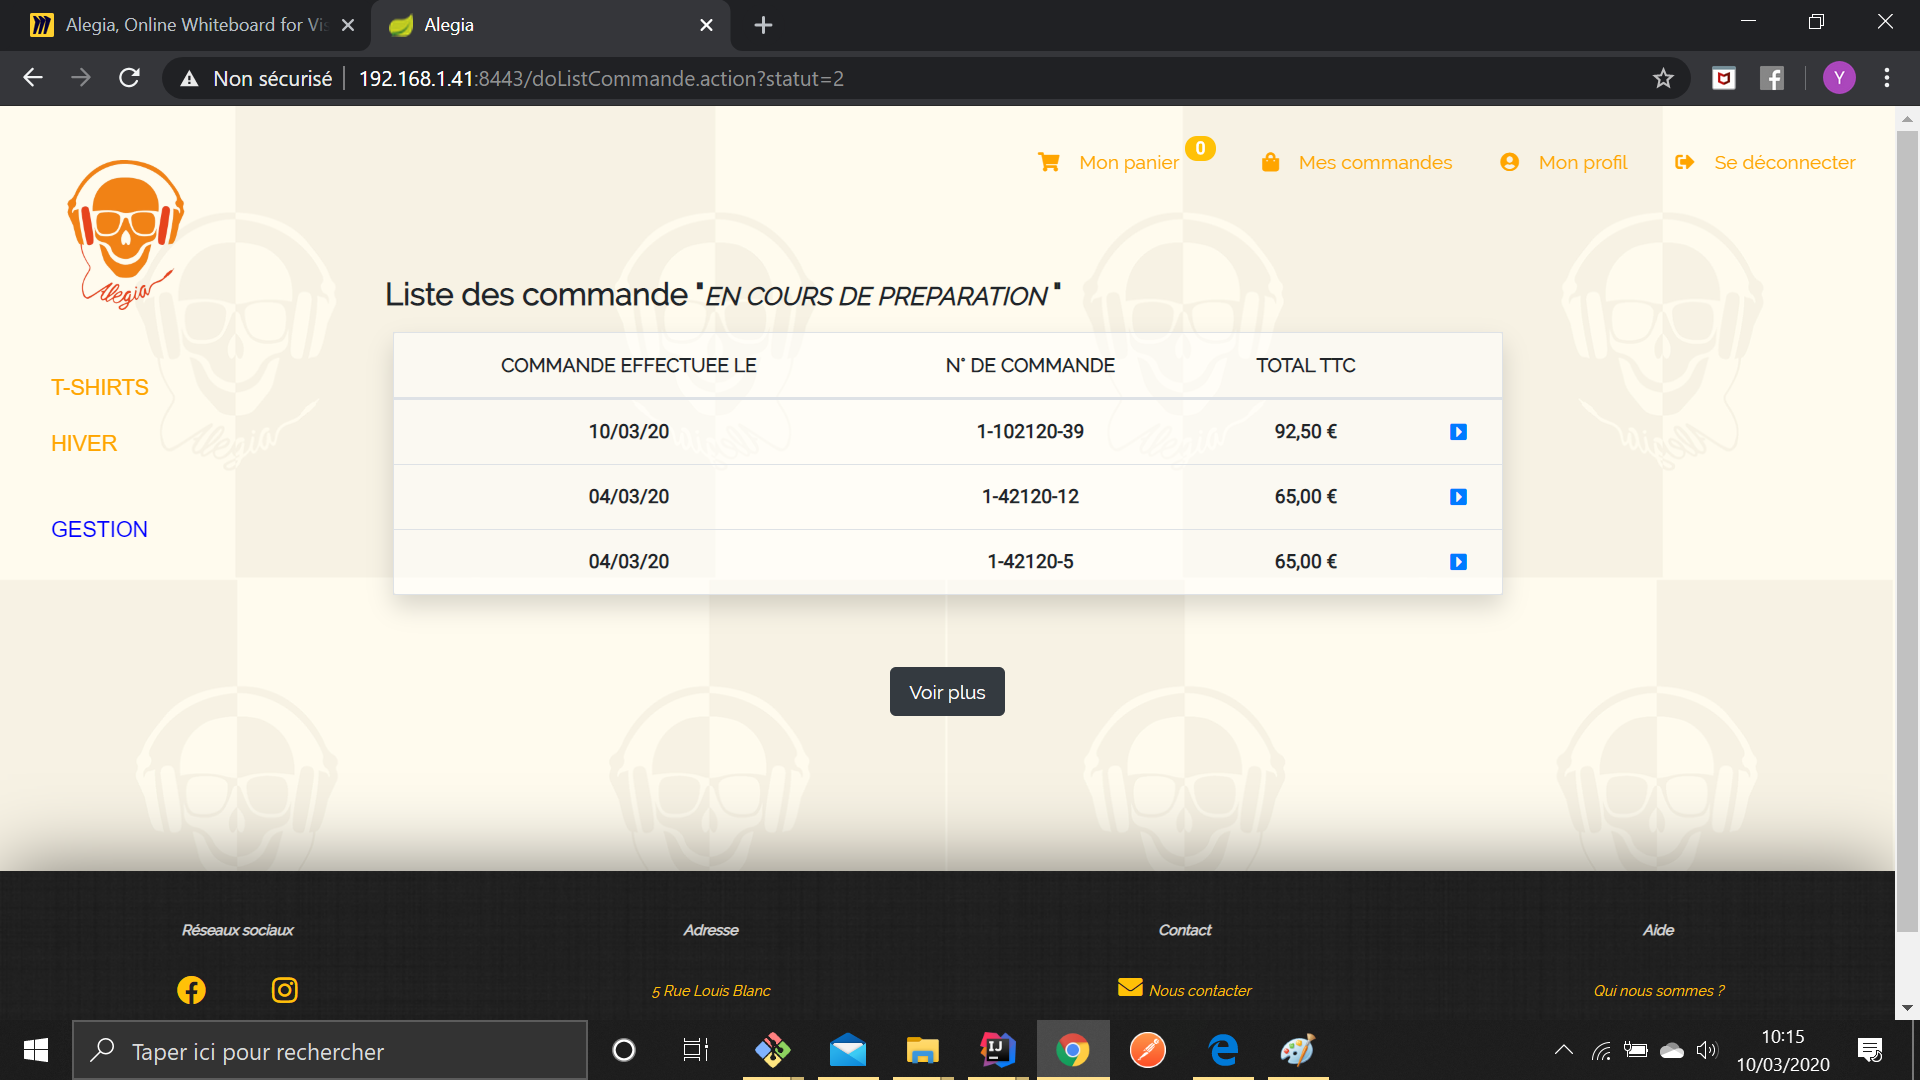 Alegia, Online Whiteboard for Vis
Alegia
Non sécurisé
192.168.1.41:8443/doListCommande.action?statut=2
Y
Mon panier 0
Mes commandes
Mon profil
Se déconnecter
Alegia
Liste des commande "EN COURS DE PREPARATION "
COMMANDE EFFECTUEE LE N° DE COMMANDE TOTAL TTC
10/03/20 1-102120-39 92,50 €
04/03/20 1-42120-12 65,00 €
04/03/20 1-42120-5 65,00 €
T-SHIRTS
HIVER
GESTION
Voir plus
Réseaux sociaux
Adresse
Contact
Aide
5 Rue Louis Blanc
Nous contacter
Qui nous sommes ?
Taper ici pour rechercher
IJ
10:15
10/03/2020